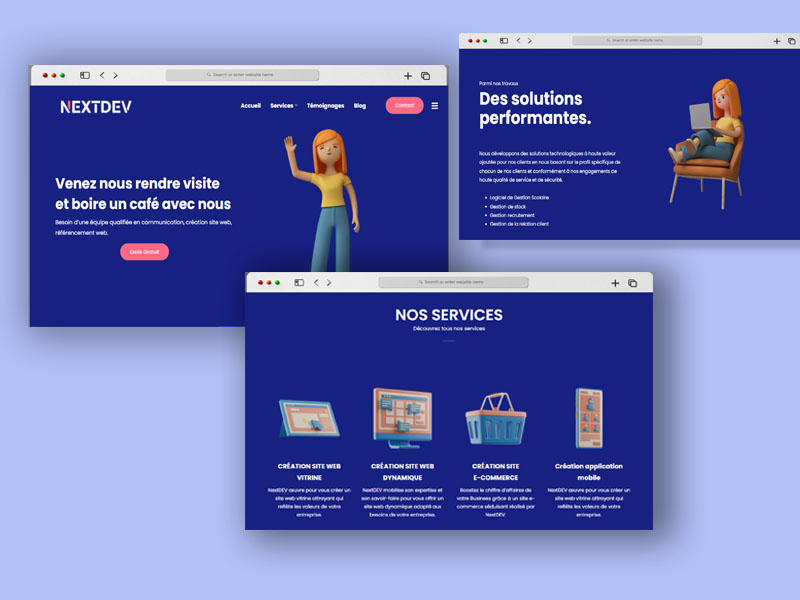 Search or enter website name
NEXTDEV
Accueil Services Témoignages Blog Contact
Venez nous rendre visite
et boire un café avec nous
Besoin d'une équipe qualifiée en communication, création site web,
référencement web.
Devis Gratuit
Search or enter website name
Parmi nos travaux
Des solutions
performantes.
Nous développons des solutions technologiques à haute valeur
ajoutée pour nos clients en nous basant sur le profil spécifique de
chacun de nos clients et conformément à nos engagements de
haute qualité de service et de sécurité.
Logiciel de Gestion Scolaire
Gestion de stock
Gestion recrutement
Gestion de la relation client
Search or enter website name
NOS SERVICES
Découvrez tous nos services
CRÉATION SITE WEB
VITRINE
NextDEV œuvre pour vous créer un
site web vitrine attrayant qui
reflète les valeurs de votre
entreprise.
CRÉATION SITE WEB
DYNAMIQUE
NextDEV mobilise son expertise et
son savoir-faire pour vous offrir un
site web dynamique adapté aux
besoins de votre entreprise.
CRÉATION SITE
E-COMMERCE
Boostez le chiffre d'affaires de
votre Business grâce à un site e-
commerce séduisant réalisé par
NextDEV.
Création application
mobile
NextDEV œuvre pour vous créer un
site web vitrine attrayant qui
reflète les valeurs de votre
entreprise.